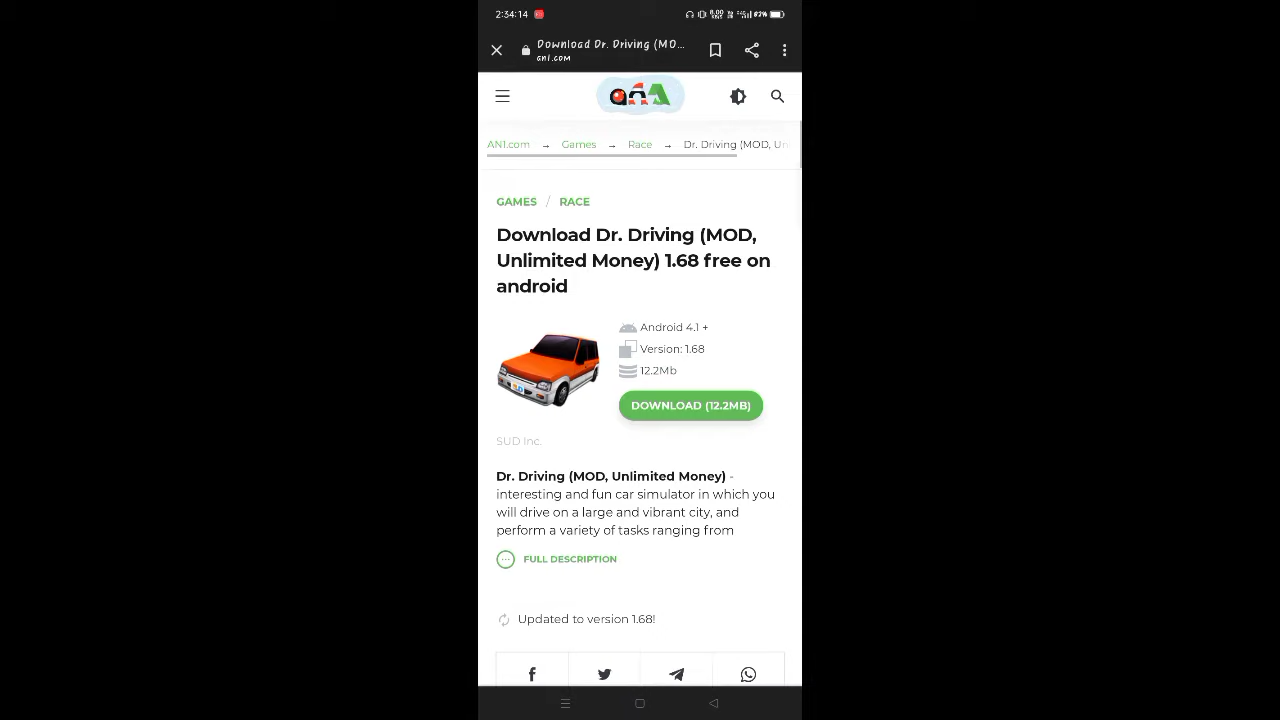 2:34:14
82%
Download Dr. Driving (MO...
an1.com
AN1.com → Games → Race → Dr. Driving (MOD, Un
GAMES / RACE
Download Dr. Driving (MOD,
Unlimited Money) 1.68 free on
android
Android 4.1 +
Version: 1.68
12.2Mb
DOWNLOAD (12.2MB)
SUD Inc.
Dr. Driving (MOD, Unlimited Money) -
interesting and fun car simulator in which you
will drive on a large and vibrant city, and
perform a variety of tasks ranging from
FULL DESCRIPTION
Updated to version 1.68!